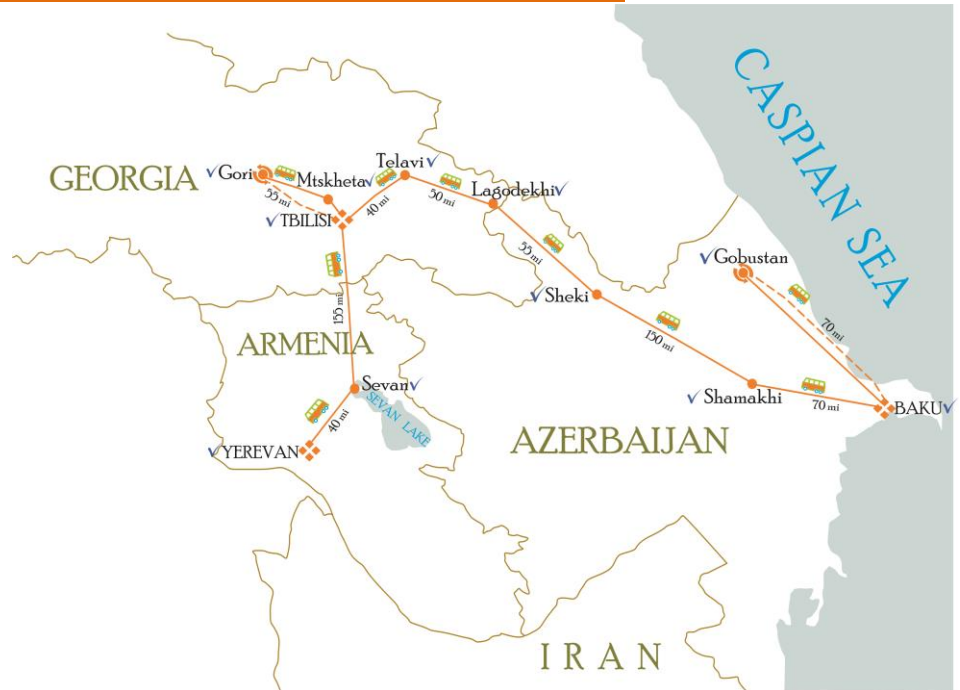 CASPIAN SEA
GEORGIA
Gori
Mtskheta
Telavi
Lagodekhi
TBILISI
55 mi
40 mi
50 mi
55 mi
Gobustan
Sheki
70 mi
155 mi
150 mi
ARMENIA
Sevan
SEVAN LAKE
40 mi
Shamakhi
70 mi
BAKU
YEREVAN
AZERBAIJAN
IRAN